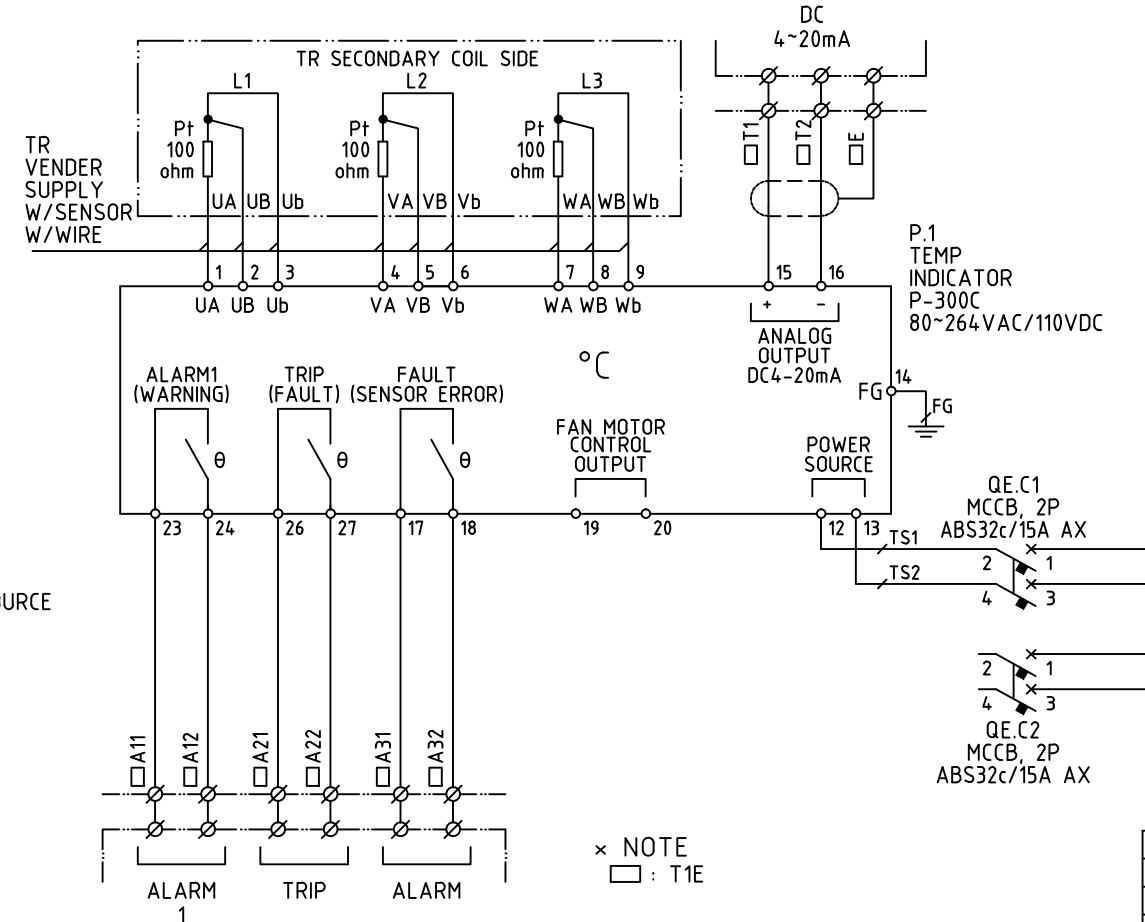 DC
4~20mA
TR SECONDARY COIL SIDE
L1
L2
L3
Pt
100
ohm
Pt
100
ohm
Pt
100
ohm
□T1
□T2
□E
TR
VENDER
SUPPLY
W/SENSOR
W/WIRE
UA UB Ub
VA VB Vb
WA WB Wb
1 2 3
4 5 6
7 8 9
15 16
UA UB Ub
VA VB Vb
WA WB Wb
+ -
ANALOG
OUTPUT
DC4-20mA
P.1
TEMP
INDICATOR
P-300C
80~264VAC/110VDC
°C
14
FG
FG
ALARM1
(WARNING)
TRIP
(FAULT)
FAULT
(SENSOR ERROR)
θ
θ
θ
FAN MOTOR
CONTROL
OUTPUT
POWER
SOURCE
23 24
26 27
17 18
19 20
12 13
QE.C1
MCCB, 2P
ABS32c/15A AX
TS1
2 1
TS2
4 3
OURCE
2 1
4 3
QE.C2
MCCB, 2P
ABS32c/15A AX
□A11
□A12
□A21
□A22
□A31
□A32
ALARM
1
TRIP
ALARM
× NOTE
□ : T1E